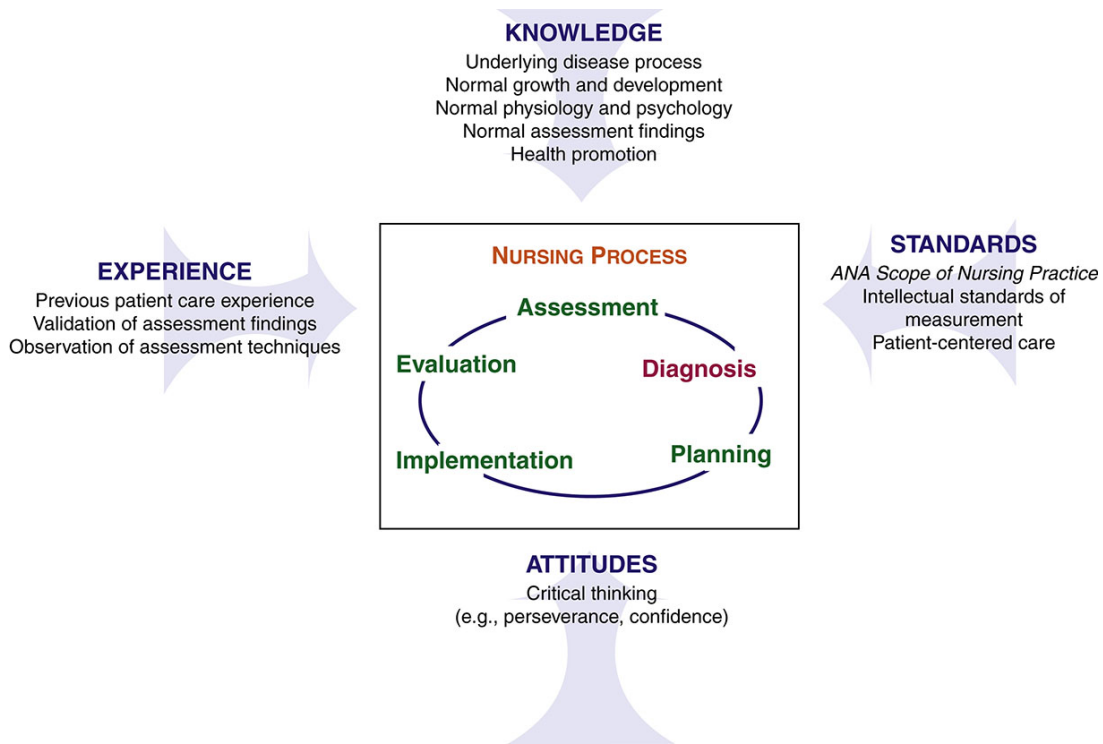 KNOWLEDGE
Underlying disease process
Normal growth and development
Normal physiology and psychology
Normal assessment findings
Health promotion
EXPERIENCE
Previous patient care experience
Validation of assessment findings
Observation of assessment techniques
NURSING PROCESS
Assessment
Diagnosis
Planning
Implementation
Evaluation
STANDARDS
ANA Scope of Nursing Practice
Intellectual standards of
measurement
Patient-centered care
ATTITUDES
Critical thinking
(e.g., perseverance, confidence)